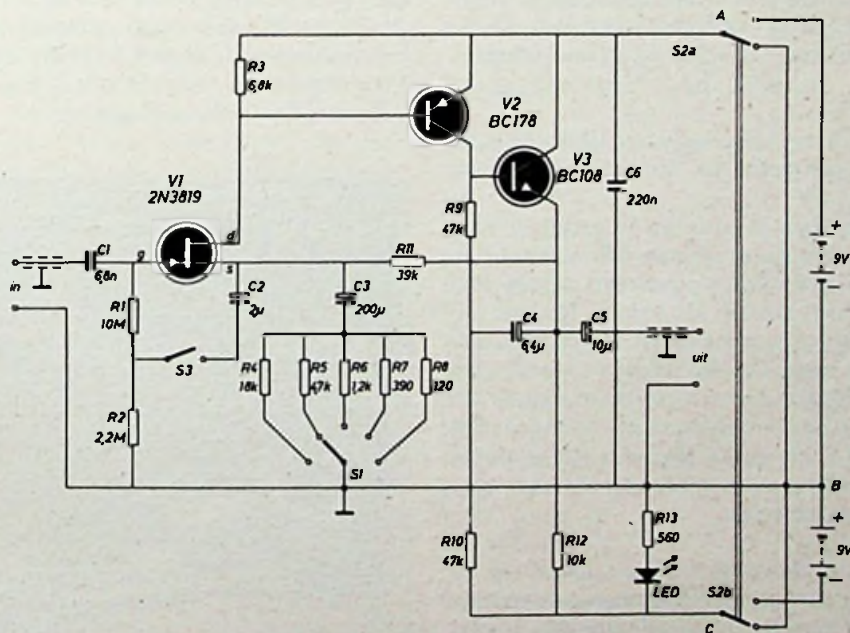 A
S2a
R3
6,8k
V2
BC178
V3
BC108
C6
220n
V1
2N3819
R9
47k
+
9V
−
d
C1
g
6,8n
s
R11
39k
in
C2
2µ
C3
200µ
R1
10M
C4
6,4µ
C5
10µ
uit
S3
R4
18k
R5
4,7k
R6
1,2k
R7
390
R8
120
R2
2,2M
S1
B
R10
47k
R12
10k
R13
560
LED
+
9V
−
S2b
C